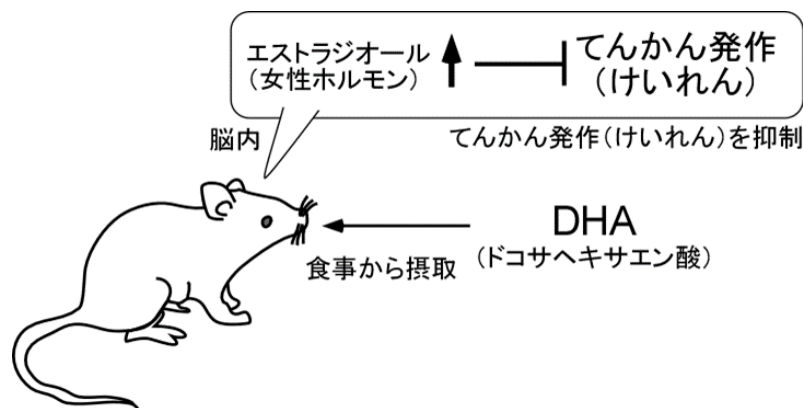 エストラジオール
(女性ホルモン)
てんかん発作
(けいれん)
脳内
てんかん発作(けいれん)を抑制
DHA
(ドコサヘキサエン酸)
食事から摂取